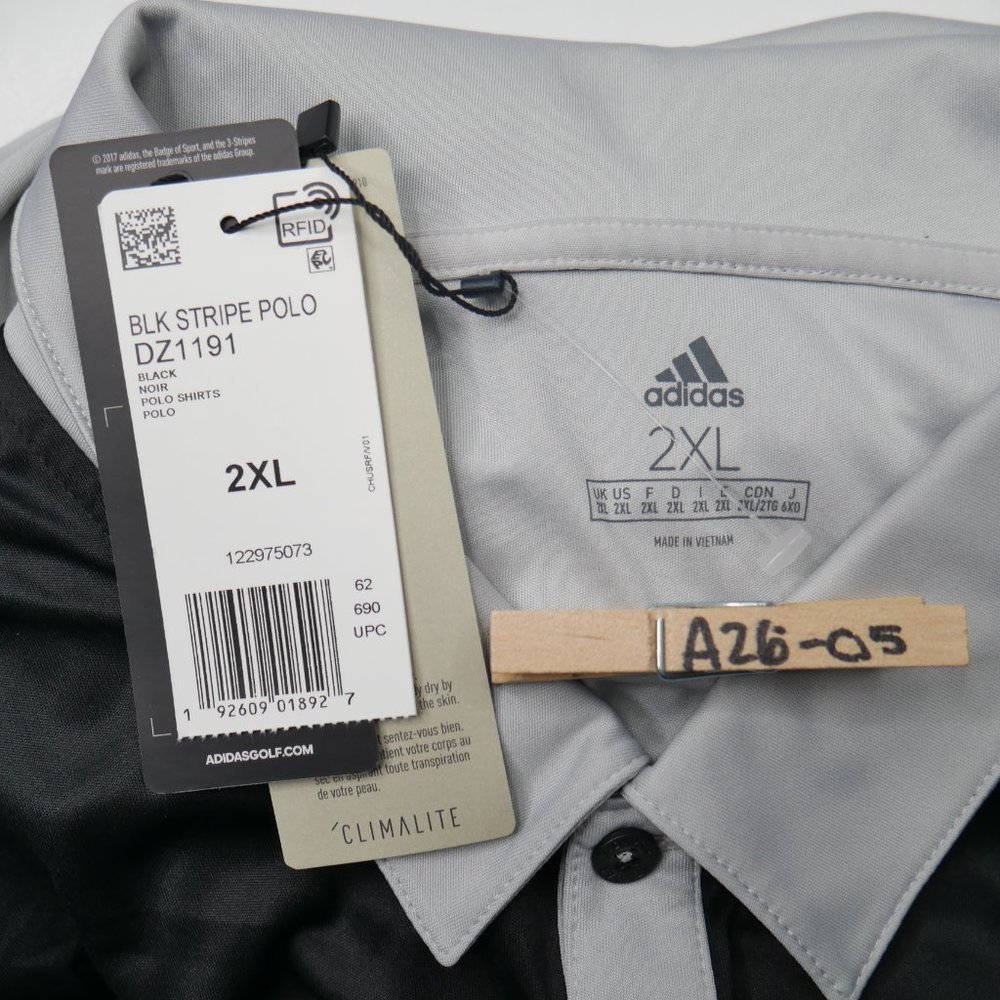 © 2017 adidas, the Badge of Sport, and the 3-Stripes
mark are registered trademarks of the adidas Group.
RFID
BLK STRIPE POLO
DZ1191
BLACK
NOIR
POLO SHIRTS
POLO
2XL
CHUSRF/V01
122975073
62
690
UPC
1 92609 01892 7
ADIDASGOLF.COM
dry by
the skin.
sentez-vous bien.
votre corps au
sec en aspirant toute transpiration
de votre peau.
CLIMALITE
adidas
2XL
UK US F D I E CDN J
2XL 2XL 2XL 2XL 2XL 2XL 2XL/2TG 6XO
MADE IN VIETNAM
A26-05